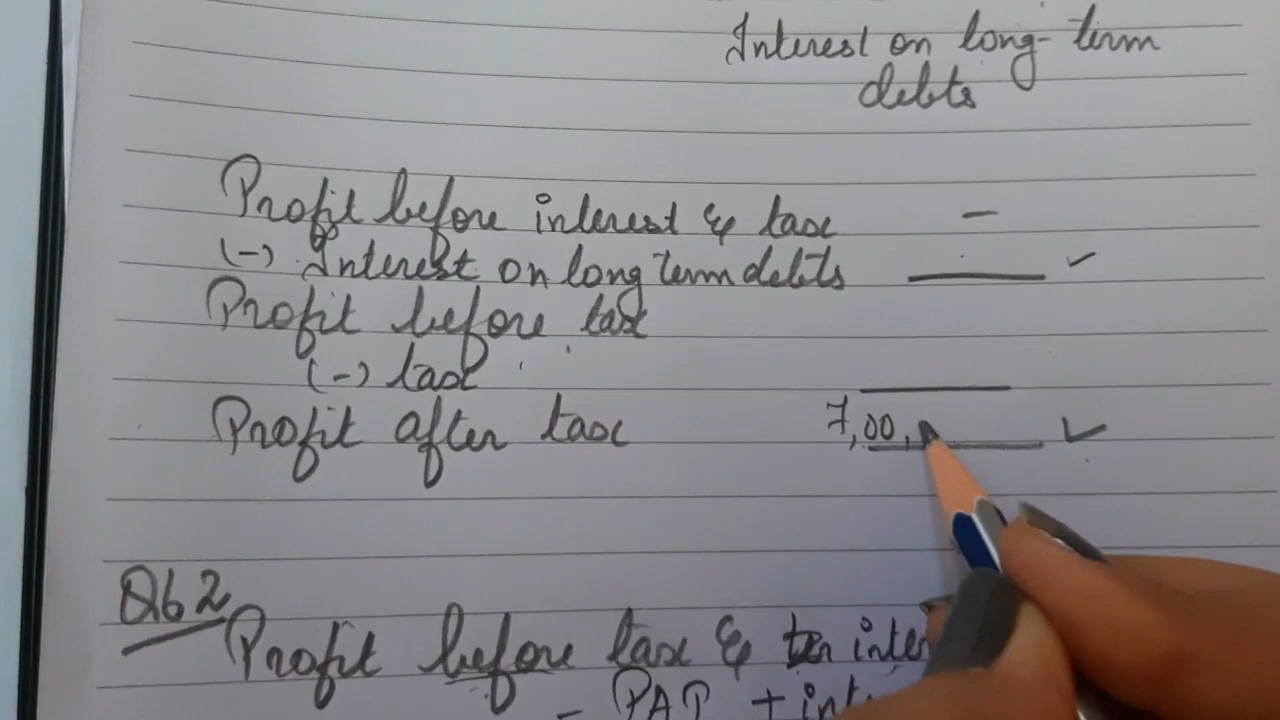 Interest on long-term
debts
Profit before interest & tax –
(-) Interest on long term debts ✓
Profit before tax
(-) tax
Profit after tax 7,00, ✓
Q62
Profit before tax &
= PAT + int